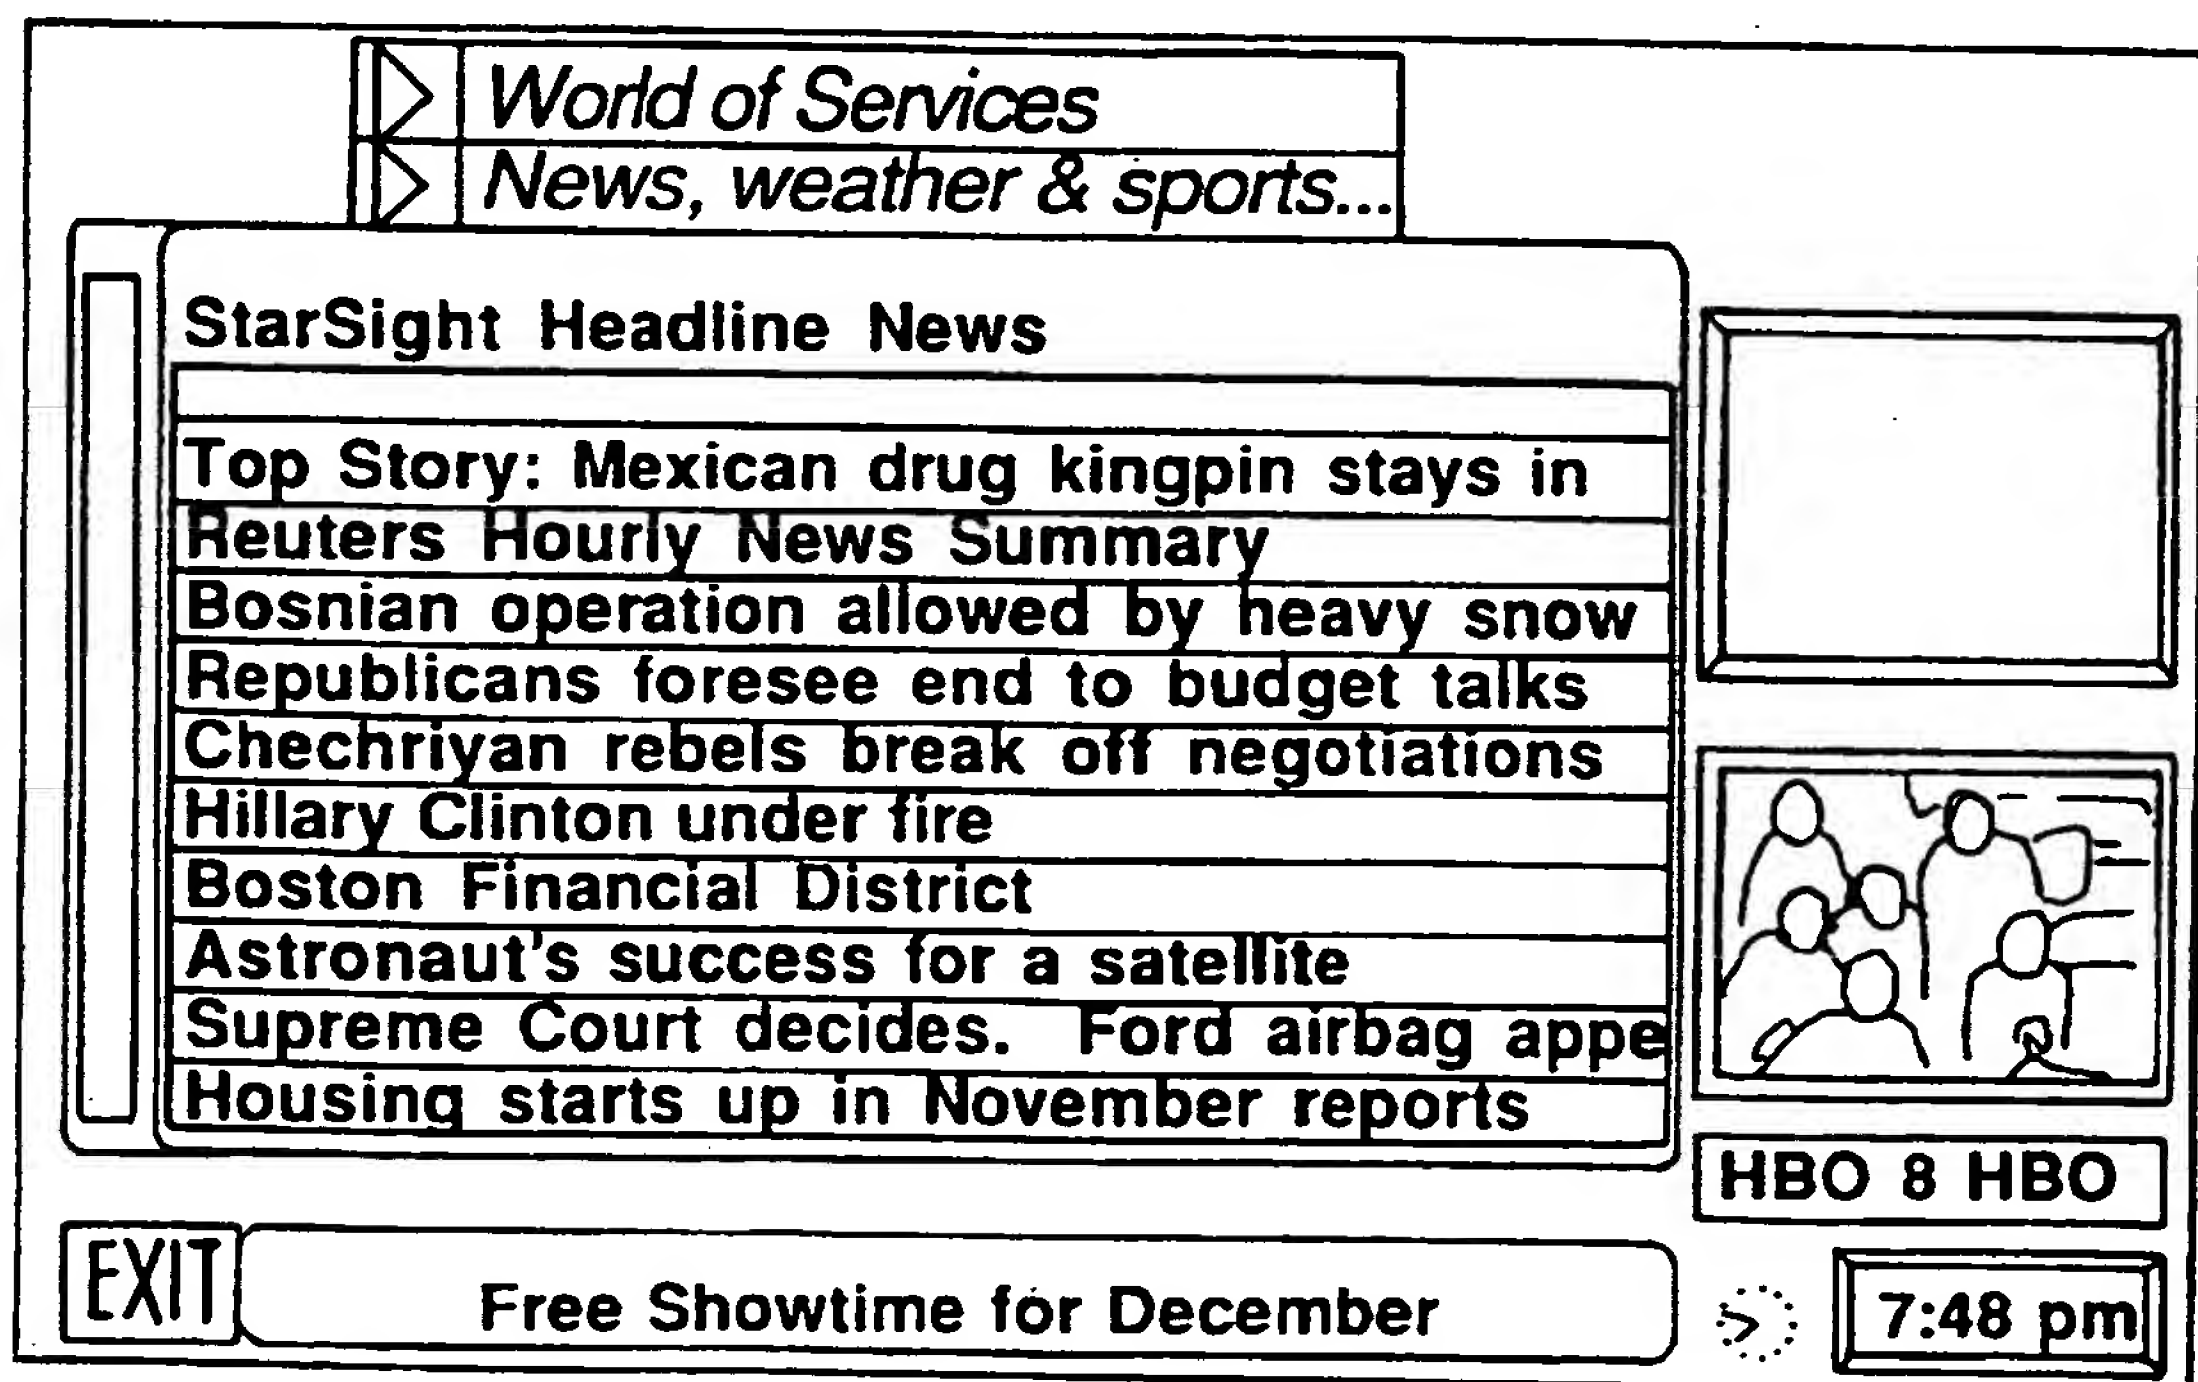 World of Services
News, weather & sports...
StarSight Headline News
Top Story: Mexican drug kingpin stays in
Reuters Hourly News Summary
Bosnian operation allowed by heavy snow
Republicans foresee end to budget talks
Chechriyan rebels break off negotiations
Hillary Clinton under fire
Boston Financial District
Astronaut's success for a satellite
Supreme Court decides. Ford airbag appe
Housing starts up in November reports
HBO 8 HBO
EXIT
Free Showtime for December
7:48 pm